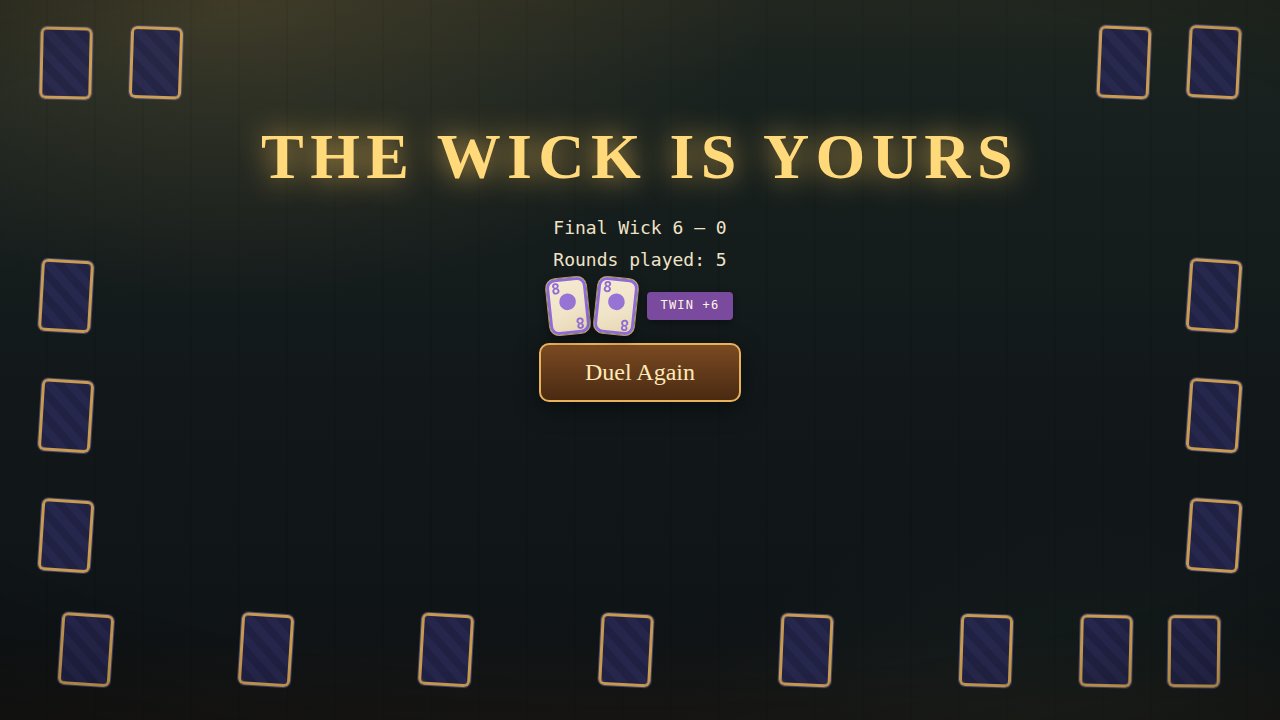 THE WICK IS YOURS
Final Wick 6 — 0
Rounds played: 5
8 8 8 8 TWIN +6
Duel Again